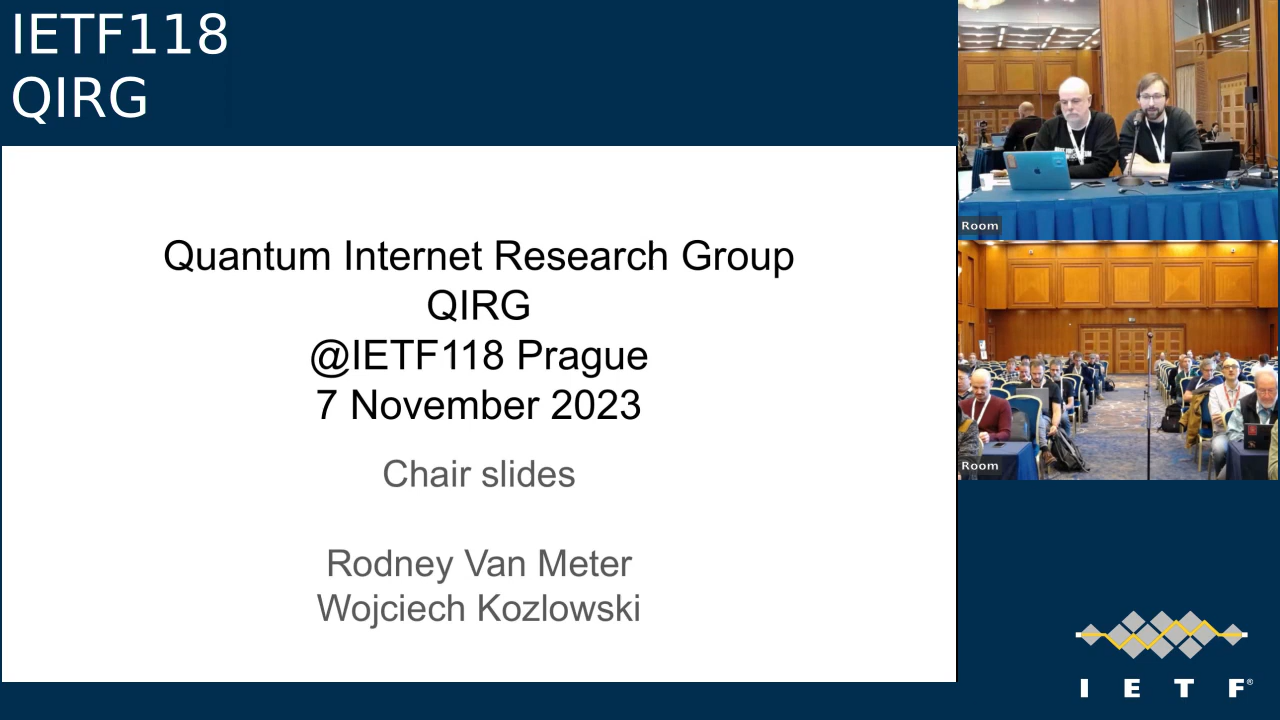 IETF118
QIRG
Quantum Internet Research Group
QIRG
@IETF118 Prague
7 November 2023
Chair slides
Rodney Van Meter
Wojciech Kozlowski
Room
Room
I E T F®